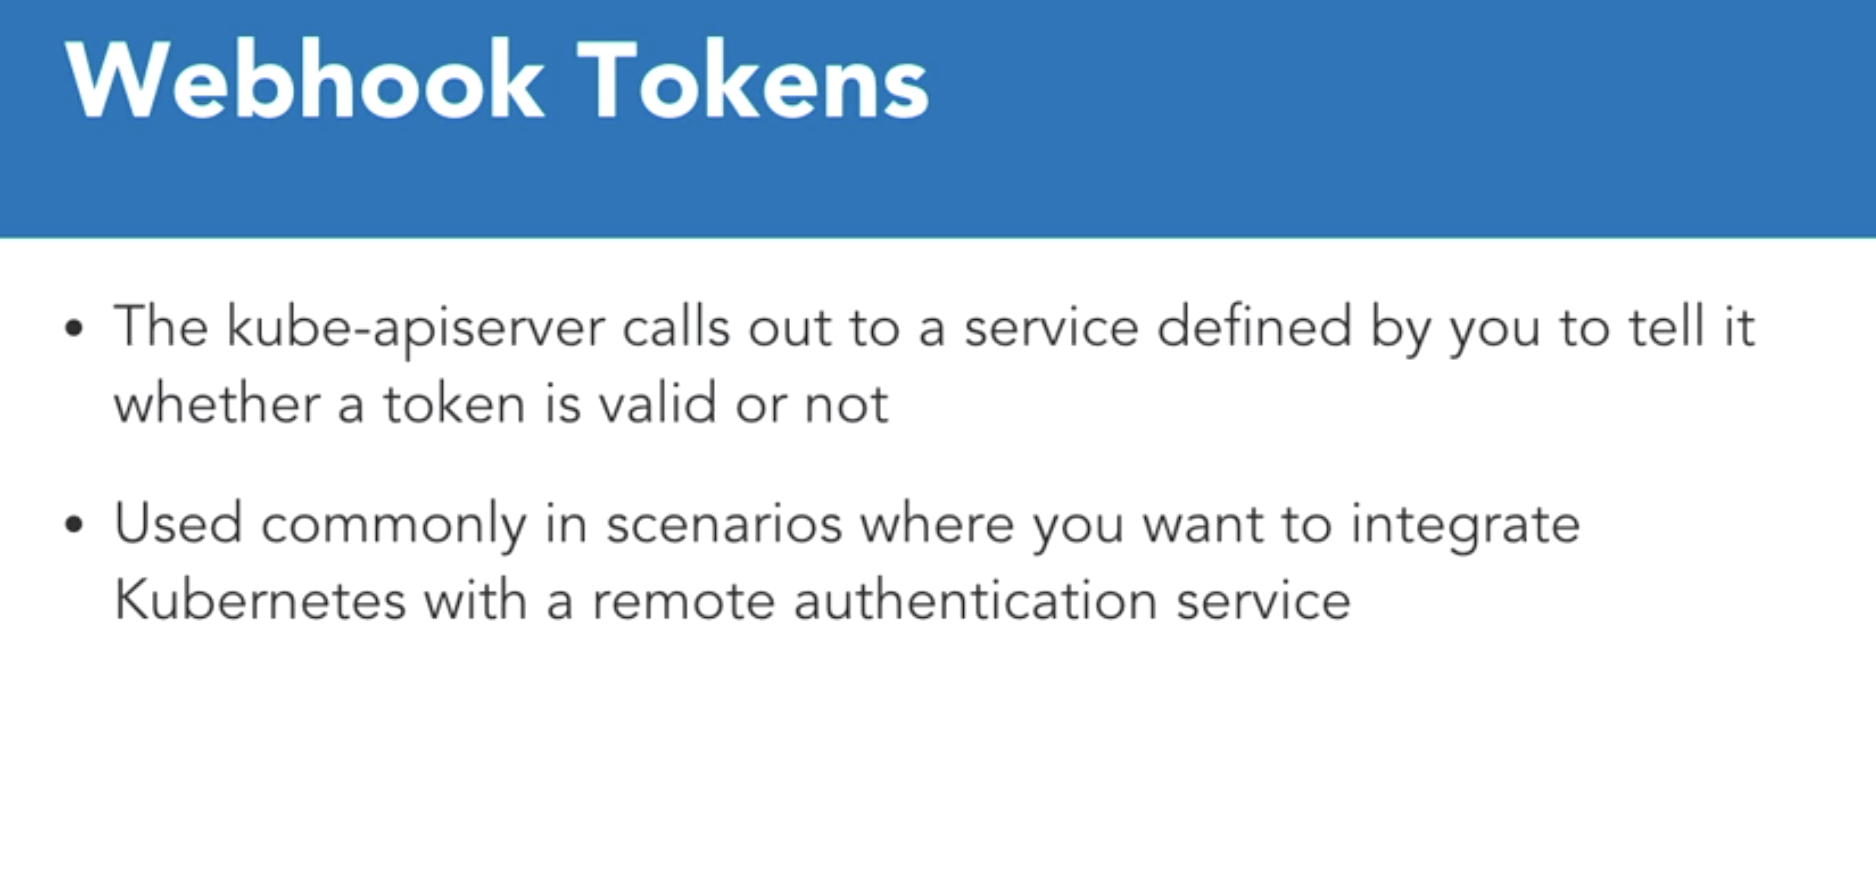 Webhook Tokens
• The kube-apiserver calls out to a service defined by you to tell it
whether a token is valid or not
• Used commonly in scenarios where you want to integrate
Kubernetes with a remote authentication service